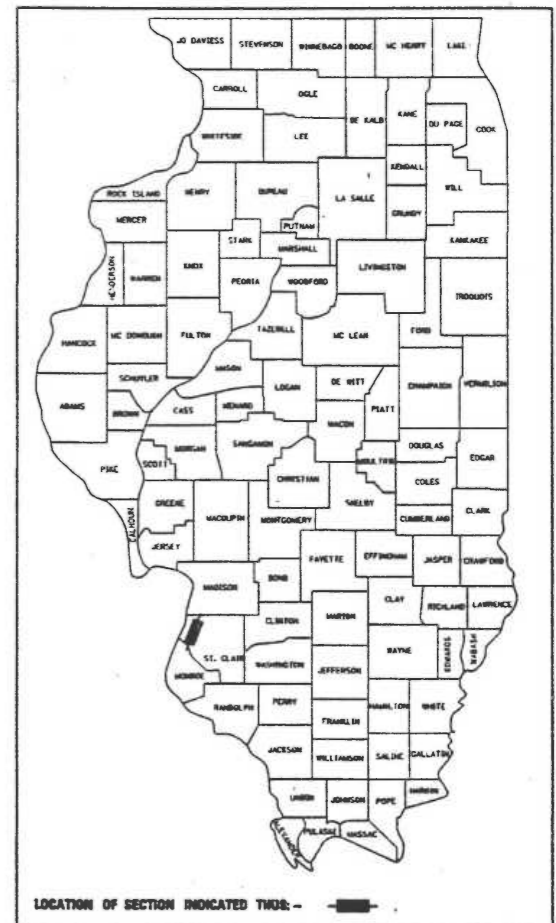 JO DAVIESS STEVENSON WINNEBAGO BOONE MC HENRY LAKE
CARROLL OGLE DE KALB KANE DU PAGE COOK
WHITESIDE LEE KENDALL WILL
ROCK ISLAND HENRY BUREAU LA SALLE GRUNDY
MERCER PUTNAM KANKAKEE
STARK MARSHALL
HENDERSON WARREN KNOX PEORIA WOODFORD LIVINGSTON IROQUOIS
HANCOCK MC DONOUGH FULTON TAZEWELL MC LEAN FORD
SCHUYLER MASON LOGAN DE WITT CHAMPAIGN VERMILION
ADAMS BROWN CASS MENARD MACON PIATT
PIKE SCOTT MORGAN SANGAMON MOULTRIE DOUGLAS EDGAR
CHRISTIAN COLES
CALHOUN GREENE MACOUPIN MONTGOMERY SHELBY CUMBERLAND CLARK
JERSEY FAYETTE EFFINGHAM JASPER CRAWFORD
MADISON BOND CLAY RICHLAND LAWRENCE
CLINTON MARION WAYNE EDWARDS WABASH
ST. CLAIR WASHINGTON JEFFERSON
MONROE RANDOLPH PERRY HAMILTON WHITE
FRANKLIN
JACKSON WILLIAMSON SALINE GALLATIN
UNION JOHNSON POPE HARDIN
ALEXANDER PULASKI MASSAC
LOCATION OF SECTION INDICATED THUS: -